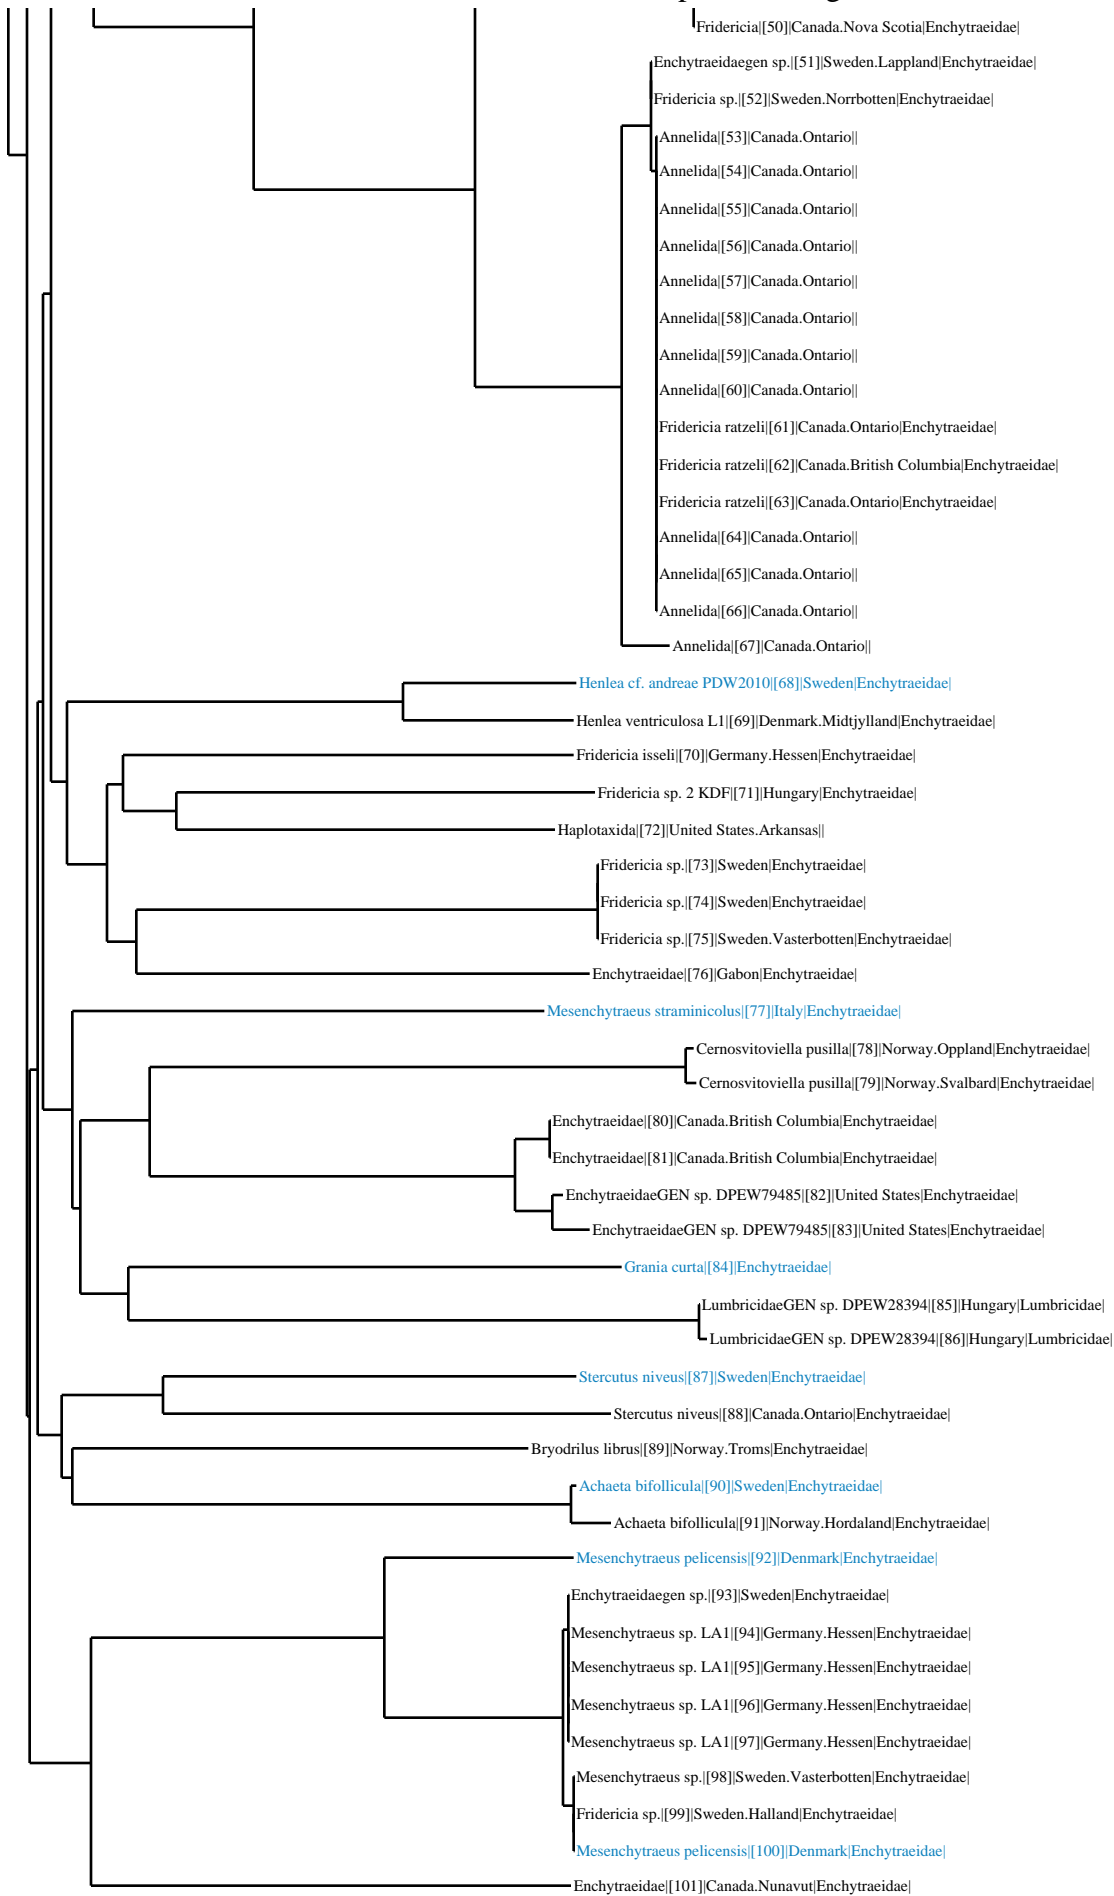 Fridericia|[50]|Canada.Nova Scotia|Enchytraeidae|
Enchytraeidaegen sp.|[51]|Sweden.Lappland|Enchytraeidae|
Fridericia sp.|[52]|Sweden.Norrbotten|Enchytraeidae|
Annelida|[53]|Canada.Ontario||
Annelida|[54]|Canada.Ontario||
Annelida|[55]|Canada.Ontario||
Annelida|[56]|Canada.Ontario||
Annelida|[57]|Canada.Ontario||
Annelida|[58]|Canada.Ontario||
Annelida|[59]|Canada.Ontario||
Annelida|[60]|Canada.Ontario||
Fridericia ratzeli|[61]|Canada.Ontario|Enchytraeidae|
Fridericia ratzeli|[62]|Canada.British Columbia|Enchytraeidae|
Fridericia ratzeli|[63]|Canada.Ontario|Enchytraeidae|
Annelida|[64]|Canada.Ontario||
Annelida|[65]|Canada.Ontario||
Annelida|[66]|Canada.Ontario||
Annelida|[67]|Canada.Ontario||
Henlea cf. andreae PDW2010|[68]|Sweden|Enchytraeidae|
Henlea ventriculosa L1|[69]|Denmark.Midtjylland|Enchytraeidae|
Fridericia isseli|[70]|Germany.Hessen|Enchytraeidae|
Fridericia sp. 2 KDF|[71]|Hungary|Enchytraeidae|
Haplotaxida|[72]|United States.Arkansas||
Fridericia sp.|[73]|Sweden|Enchytraeidae|
Fridericia sp.|[74]|Sweden|Enchytraeidae|
Fridericia sp.|[75]|Sweden.Vasterbotten|Enchytraeidae|
Enchytraeidae|[76]|Gabon|Enchytraeidae|
Mesenchytraeus straminicolus|[77]|Italy|Enchytraeidae|
Cernosvitoviella pusilla|[78]|Norway.Oppland|Enchytraeidae|
Cernosvitoviella pusilla|[79]|Norway.Svalbard|Enchytraeidae|
Enchytraeidae|[80]|Canada.British Columbia|Enchytraeidae|
Enchytraeidae|[81]|Canada.British Columbia|Enchytraeidae|
EnchytraeidaeGEN sp. DPEW79485|[82]|United States|Enchytraeidae|
EnchytraeidaeGEN sp. DPEW79485|[83]|United States|Enchytraeidae|
Grania curta|[84]|Enchytraeidae|
LumbricidaeGEN sp. DPEW28394|[85]|Hungary|Lumbricidae|
LumbricidaeGEN sp. DPEW28394|[86]|Hungary|Lumbricidae|
Stercutus niveus|[87]|Sweden|Enchytraeidae|
Stercutus niveus|[88]|Canada.Ontario|Enchytraeidae|
Bryodrilus librus|[89]|Norway.Troms|Enchytraeidae|
Achaeta bifollicula|[90]|Sweden|Enchytraeidae|
Achaeta bifollicula|[91]|Norway.Hordaland|Enchytraeidae|
Mesenchytraeus pelicensis|[92]|Denmark|Enchytraeidae|
Enchytraeidaegen sp.|[93]|Sweden|Enchytraeidae|
Mesenchytraeus sp. LA1|[94]|Germany.Hessen|Enchytraeidae|
Mesenchytraeus sp. LA1|[95]|Germany.Hessen|Enchytraeidae|
Mesenchytraeus sp. LA1|[96]|Germany.Hessen|Enchytraeidae|
Mesenchytraeus sp. LA1|[97]|Germany.Hessen|Enchytraeidae|
Mesenchytraeus sp.|[98]|Sweden.Vasterbotten|Enchytraeidae|
Fridericia sp.|[99]|Sweden.Halland|Enchytraeidae|
Mesenchytraeus pelicensis|[100]|Denmark|Enchytraeidae|
Enchytraeidae|[101]|Canada.Nunavut|Enchytraeidae|